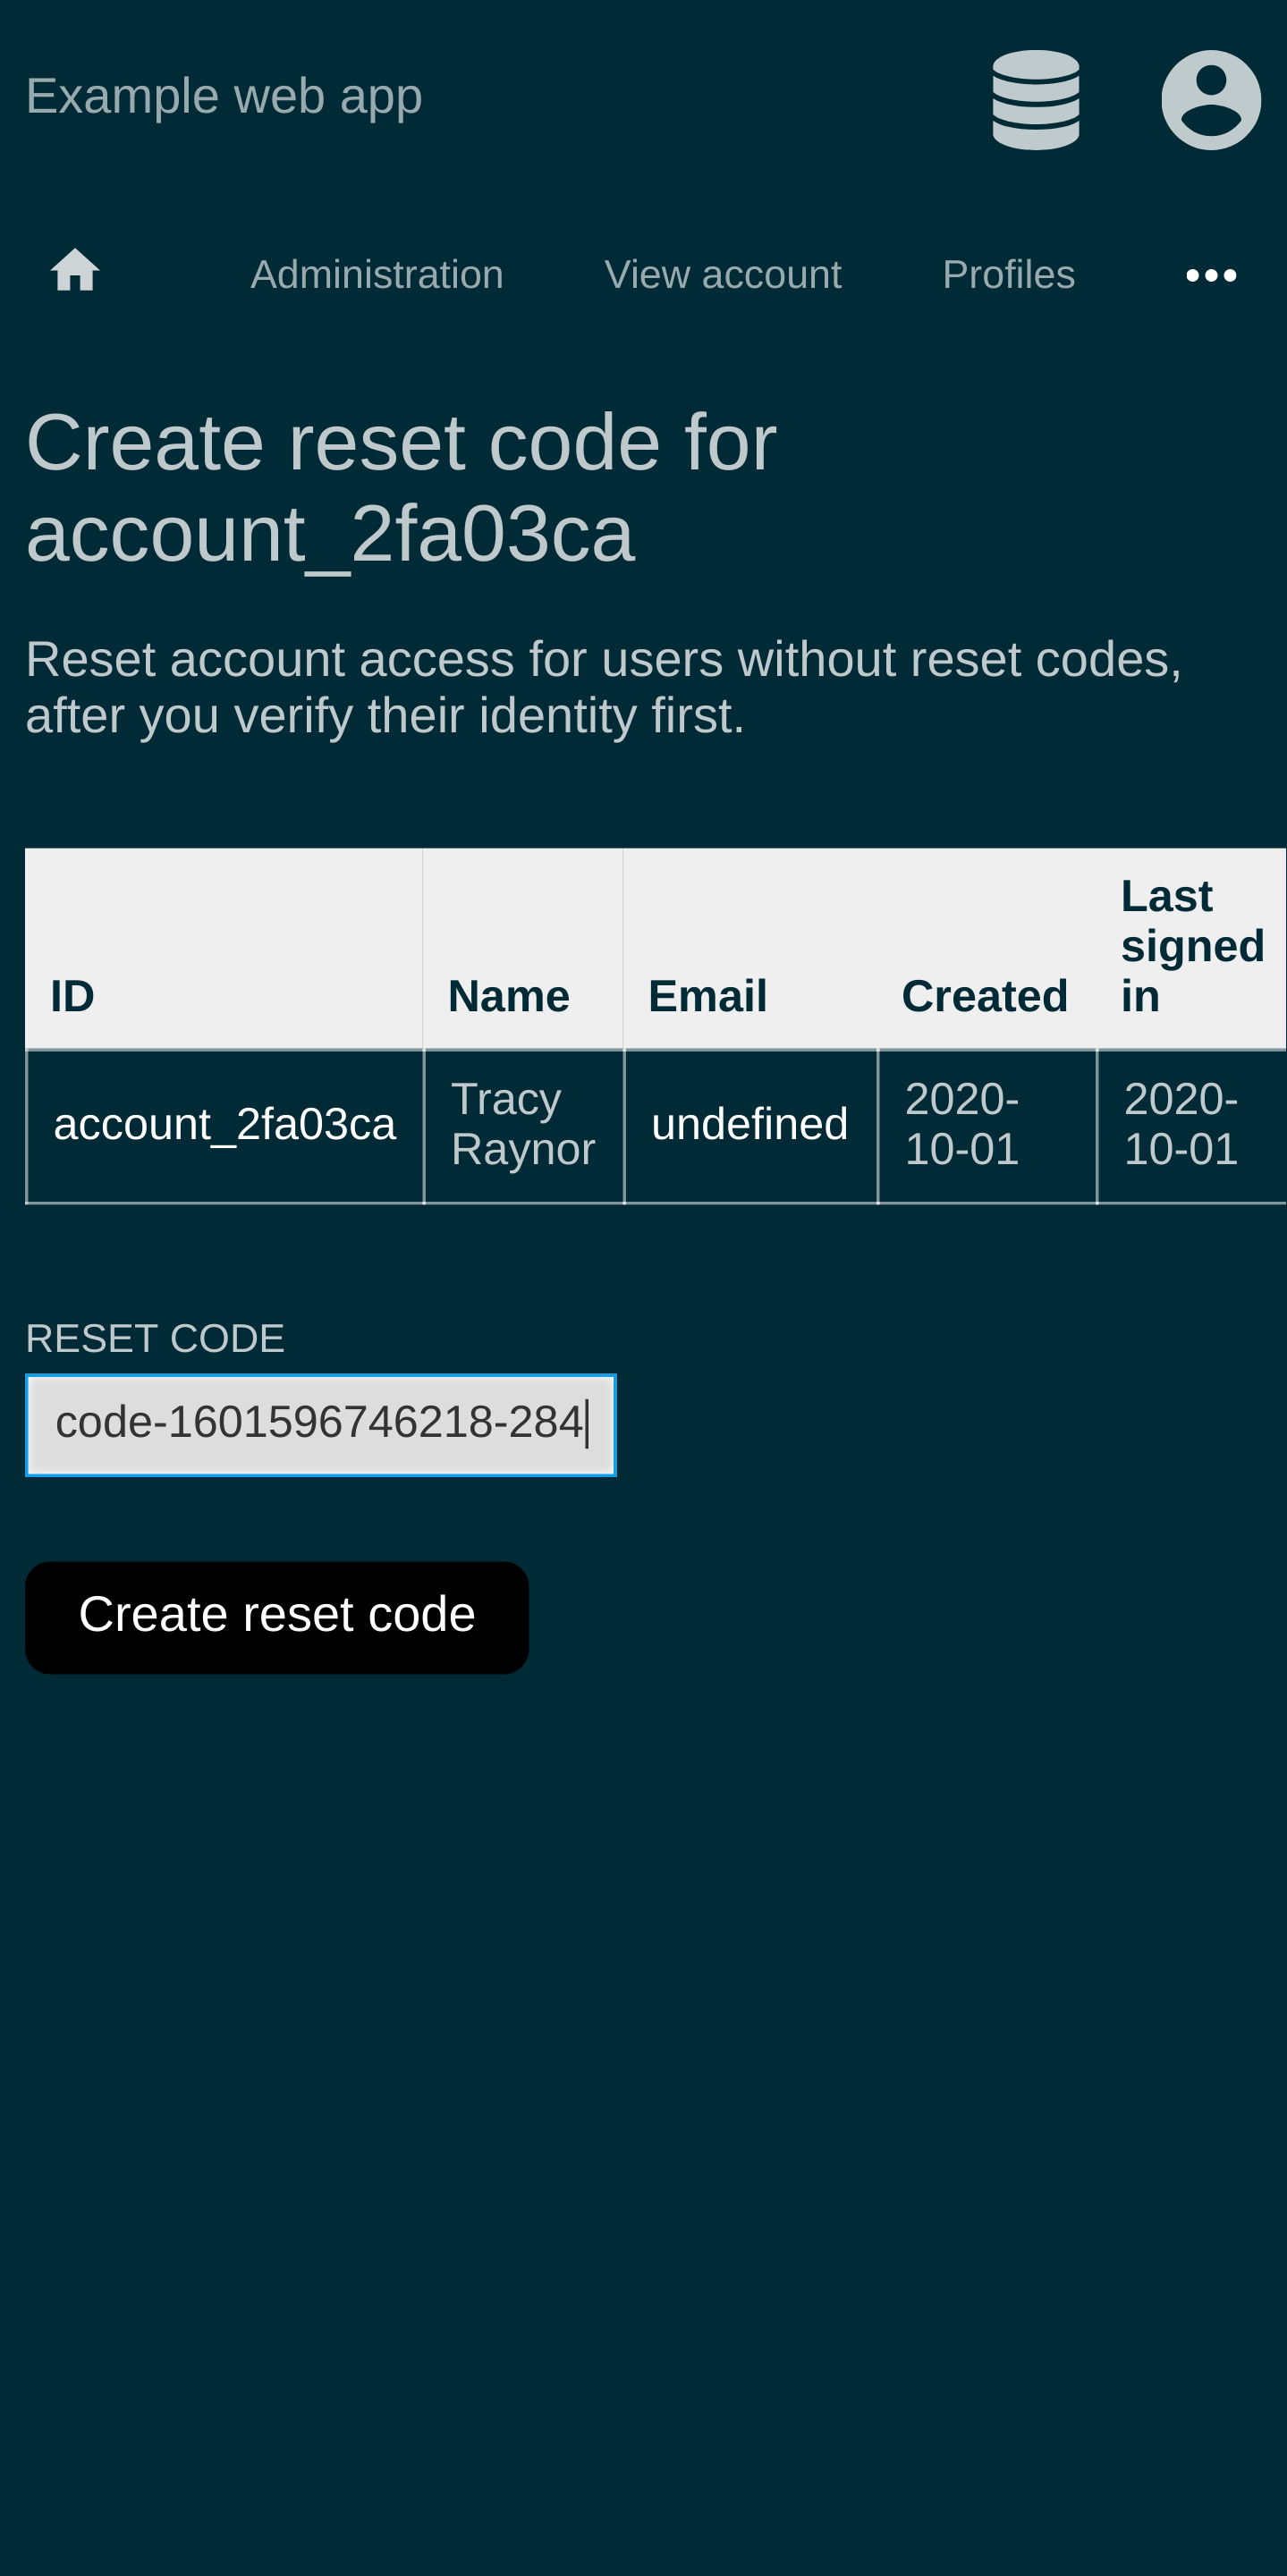 Example web app
Administration View account Profiles
Create reset code for
account_2fa03ca
Reset account access for users without reset codes,
after you verify their identity first.
ID Name Email Created Last signed in
account_2fa03ca Tracy Raynor undefined 2020-10-01 2020-10-01
RESET CODE
code-1601596746218-284
Create reset code